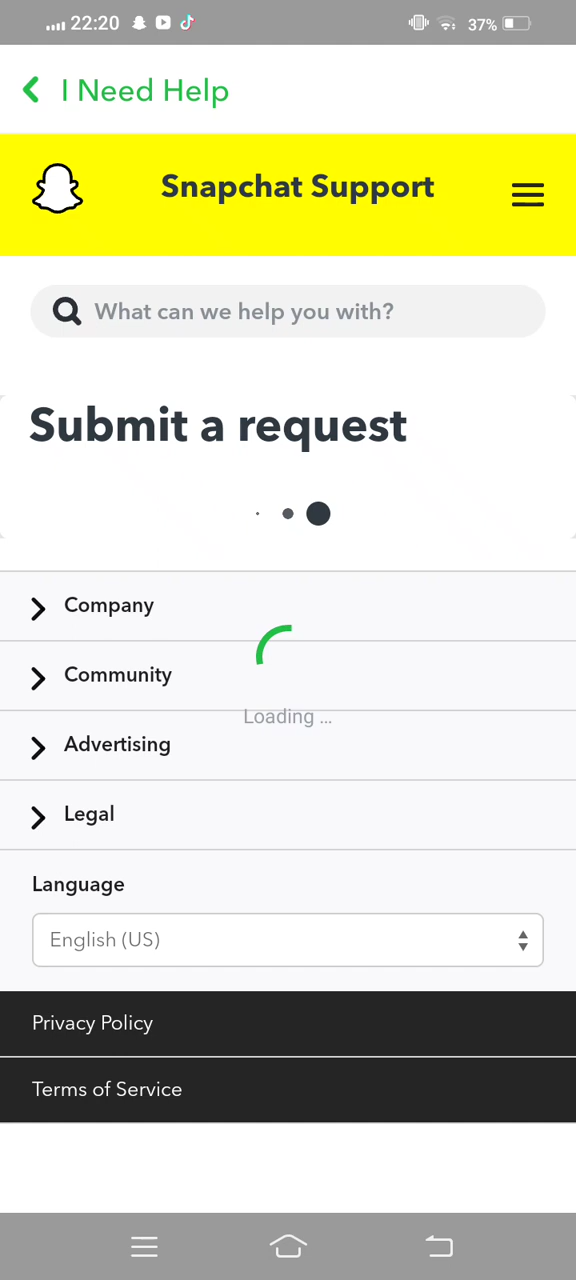 22:20
37%
I Need Help
Snapchat Support
What can we help you with?
Submit a request
Company
Community
Loading ...
Advertising
Legal
Language
English (US)
Privacy Policy
Terms of Service